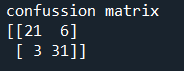 confussion matrix
[[21  6]
 [ 3 31]]